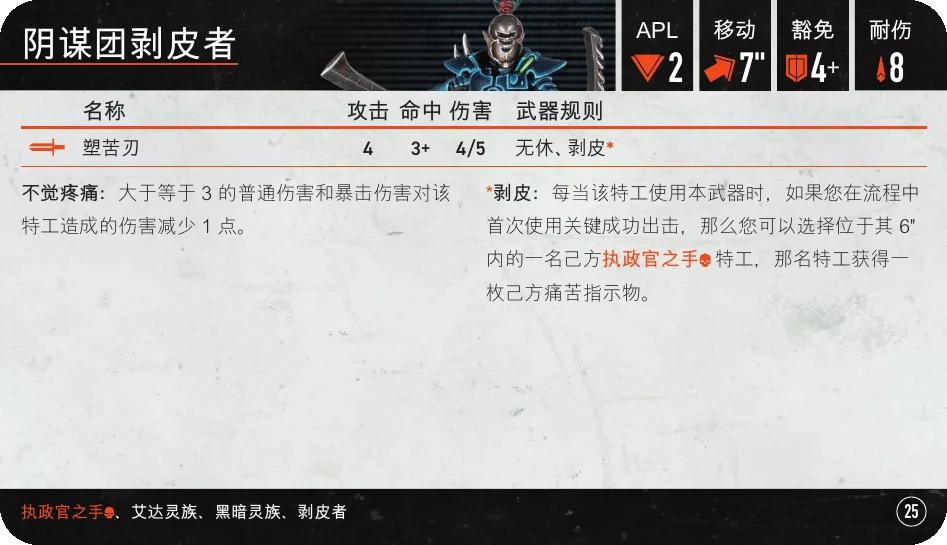 阴谋团剥皮者
APL 移动 豁免 耐伤
2 7" 4+ 8
名称 攻击 命中 伤害 武器规则
塑苦刃 4 3+ 4/5 无休、剥皮*
不觉疼痛：大于等于 3 的普通伤害和暴击伤害对该
特工造成的伤害减少 1 点。
*剥皮：每当该特工使用本武器时，如果您在流程中
首次使用关键成功出击，那么您可以选择位于其 6"
内的一名己方执政官之手特工，那名特工获得一
枚己方痛苦指示物。
执政官之手、艾达灵族、黑暗灵族、剥皮者
25